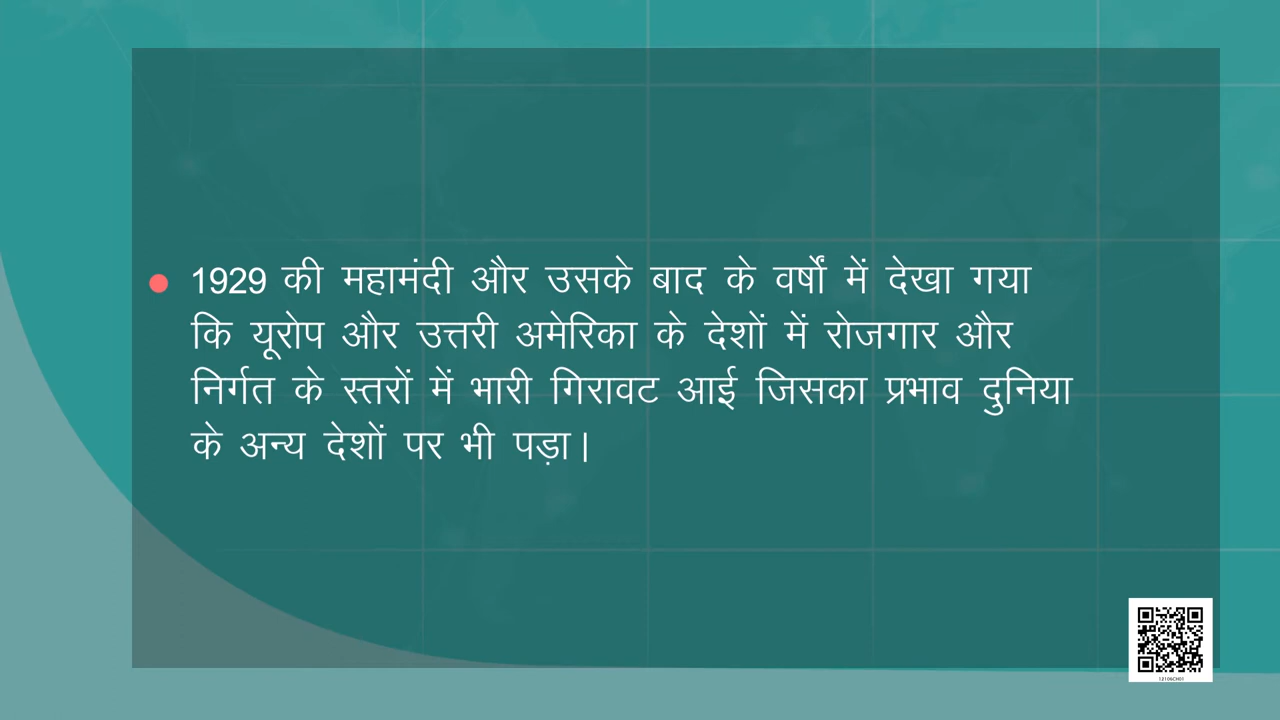 1929 की महामंदी और उसके बाद के वर्षों में देखा गया
कि यूरोप और उत्तरी अमेरिका के देशों में रोजगार और
निर्गत के स्तरों में भारी गिरावट आई जिसका प्रभाव दुनिया
के अन्य देशों पर भी पड़ा।
12106CH01